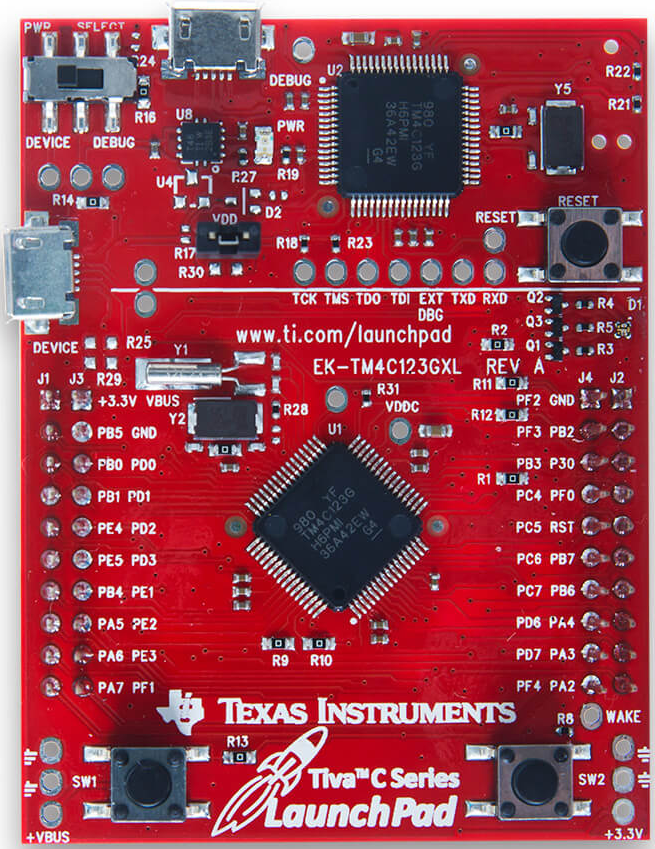 PWR SELECT
R24
R16
DEVICE DEBUG
DEBUG
U2
U8
PWR
R19
980 YF
TM4C123G
H6PMI
36A42EW
G4
Y5
R22
R21
U4
R27
D2
R14
VDD
R17
R30
R18 R23
RESET
RESET
TCK TMS TDO TDI EXT TXD RXD
DBG
Q2
Q3
Q1
R4 D1
R5
R3
www.ti.com/launchpad
R2
EK-TM4C123GXL REV A
DEVICE
R25
R29
Y1
Y2
R28
R31
VDDC
U1
R11
R12
R1
J1 J3
+3.3V VBUS
PB5 GND
PB0 PD0
PB1 PD1
PE4 PD2
PE5 PD3
PB4 PE1
PA5 PE2
PA6 PE3
PA7 PF1
J4 J2
PF2 GND
PF3 PB2
PB3 P30
PC4 PF0
PC5 RST
PC6 PB7
PC7 PB6
PD6 PA4
PD7 PA3
PF4 PA2
980 YF
TM4C123G
H6PMI
36A42EW
G4
R9 R10
TEXAS INSTRUMENTS
R8
WAKE
R13
SW1
Tiva™ C Series
LaunchPad
SW2
+VBUS
+3.3V